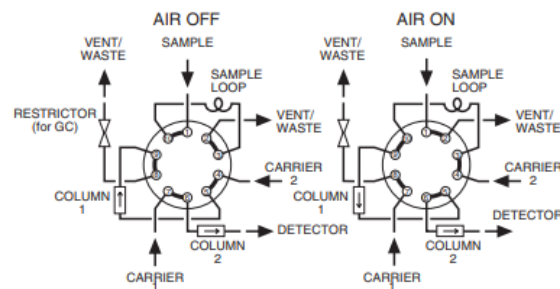 AIR OFF
VENT/
WASTE
SAMPLE
SAMPLE
LOOP
RESTRICTOR
(for GC)
VENT/
WASTE
CARRIER
2
COLUMN
1
DETECTOR
COLUMN
2
CARRIER
1
AIR ON
VENT/
WASTE
SAMPLE
SAMPLE
LOOP
VENT/
WASTE
CARRIER
2
COLUMN
1
DETECTOR
COLUMN
2
CARRIER
1